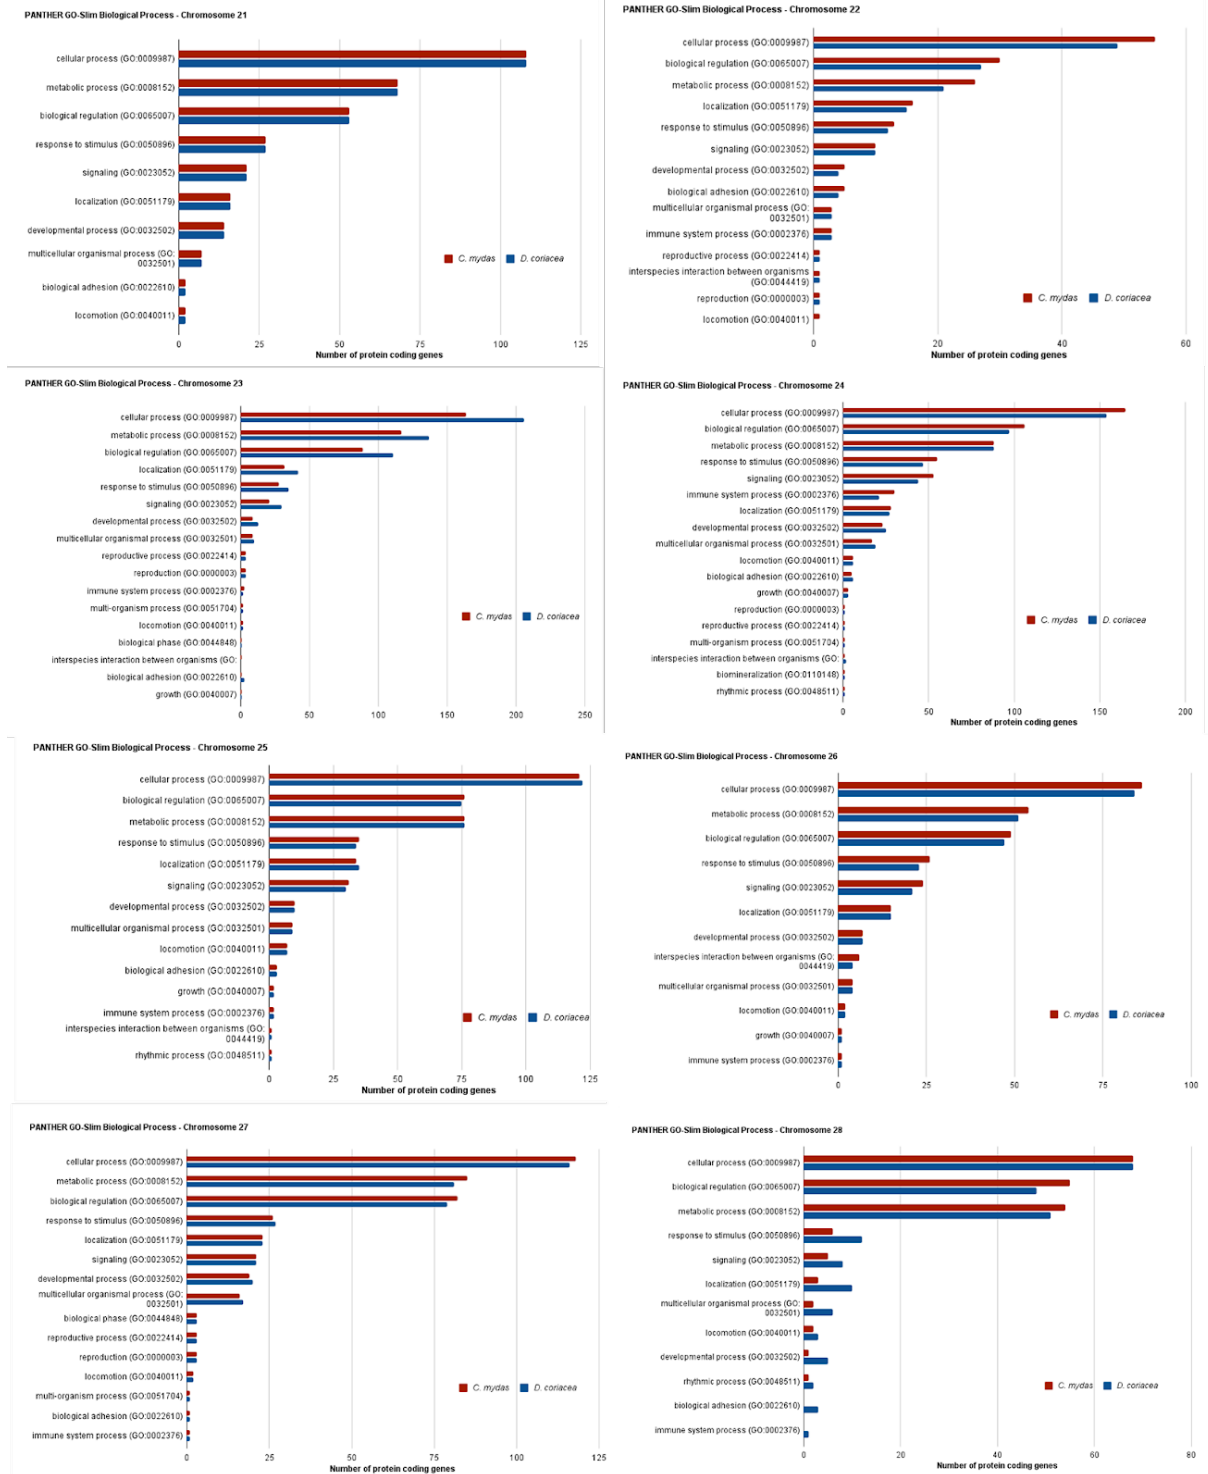 PANTHER GO-Slim Biological Process - Chromosome 21
cellular process (GO:0009987)
metabolic process (GO:0008152)
biological regulation (GO:0065007)
response to stimulus (GO:0050896)
signaling (GO:0023052)
localization (GO:0051179)
developmental process (GO:0032502)
multicellular organismal process (GO:
0032501)
biological adhesion (GO:0022610)
locomotion (GO:0040011)
C. mydas D. coriacea
0 25 50 75 100 125
Number of protein coding genes
PANTHER GO-Slim Biological Process - Chromosome 22
cellular process (GO:0009987)
biological regulation (GO:0065007)
metabolic process (GO:0008152)
localization (GO:0051179)
response to stimulus (GO:0050896)
signaling (GO:0023052)
developmental process (GO:0032502)
biological adhesion (GO:0022610)
multicellular organismal process (GO:
0032501)
immune system process (GO:0002376)
reproductive process (GO:0022414)
interspecies interaction between organisms
(GO:0044419)
reproduction (GO:0000003)
locomotion (GO:0040011)
C. mydas D. coriacea
0 20 40 60
Number of protein coding genes
PANTHER GO-Slim Biological Process - Chromosome 23
cellular process (GO:0009987)
metabolic process (GO:0008152)
biological regulation (GO:0065007)
localization (GO:0051179)
response to stimulus (GO:0050896)
signaling (GO:0023052)
developmental process (GO:0032502)
multicellular organismal process (GO:0032501)
reproductive process (GO:0022414)
reproduction (GO:0000003)
immune system process (GO:0002376)
multi-organism process (GO:0051704)
locomotion (GO:0040011)
biological phase (GO:0044848)
interspecies interaction between organisms (GO:
biological adhesion (GO:0022610)
growth (GO:0040007)
C. mydas D. coriacea
0 50 100 150 200 250
PANTHER GO-Slim Biological Process - Chromosome 24
cellular process (GO:0009987)
biological regulation (GO:0065007)
metabolic process (GO:0008152)
response to stimulus (GO:0050896)
signaling (GO:0023052)
immune system process (GO:0002376)
localization (GO:0051179)
developmental process (GO:0032502)
multicellular organismal process (GO:0032501)
locomotion (GO:0040011)
biological adhesion (GO:0022610)
growth (GO:0040007)
reproduction (GO:0000003)
reproductive process (GO:0022414)
multi-organism process (GO:0051704)
interspecies interaction between organisms (GO:
biomineralization (GO:0110148)
rhythmic process (GO:0048511)
C. mydas D. coriacea
0 50 100 150 200
Number of protein coding genes
PANTHER GO-Slim Biological Process - Chromosome 25
cellular process (GO:0009987)
biological regulation (GO:0065007)
metabolic process (GO:0008152)
response to stimulus (GO:0050896)
localization (GO:0051179)
signaling (GO:0023052)
developmental process (GO:0032502)
multicellular organismal process (GO:0032501)
locomotion (GO:0040011)
biological adhesion (GO:0022610)
growth (GO:0040007)
immune system process (GO:0002376)
interspecies interaction between organisms (GO:
0044419)
rhythmic process (GO:0048511)
C. mydas D. coriacea
0 25 50 75 100 125
Number of protein coding genes
PANTHER GO-Slim Biological Process - Chromosome 26
cellular process (GO:0009987)
metabolic process (GO:0008152)
biological regulation (GO:0065007)
response to stimulus (GO:0050896)
signaling (GO:0023052)
localization (GO:0051179)
developmental process (GO:0032502)
interspecies interaction between organisms (GO:
0044419)
multicellular organismal process (GO:0032501)
locomotion (GO:0040011)
growth (GO:0040007)
immune system process (GO:0002376)
C. mydas D. coriacea
0 25 50 75 100
PANTHER GO-Slim Biological Process - Chromosome 27
cellular process (GO:0009987)
metabolic process (GO:0008152)
biological regulation (GO:0065007)
response to stimulus (GO:0050896)
localization (GO:0051179)
signaling (GO:0023052)
developmental process (GO:0032502)
multicellular organismal process (GO:
0032501)
biological phase (GO:0044848)
reproductive process (GO:0022414)
reproduction (GO:0000003)
locomotion (GO:0040011)
multi-organism process (GO:0051704)
biological adhesion (GO:0022610)
immune system process (GO:0002376)
C. mydas D. coriacea
0 25 50 75 100 125
Number of protein coding genes
PANTHER GO-Slim Biological Process - Chromosome 28
cellular process (GO:0009987)
biological regulation (GO:0065007)
metabolic process (GO:0008152)
response to stimulus (GO:0050896)
signaling (GO:0023052)
localization (GO:0051179)
multicellular organismal process (GO:
0032501)
locomotion (GO:0040011)
developmental process (GO:0032502)
rhythmic process (GO:0048511)
biological adhesion (GO:0022610)
immune system process (GO:0002376)
C. mydas D. coriacea
0 20 40 60 80
Number of protein coding genes